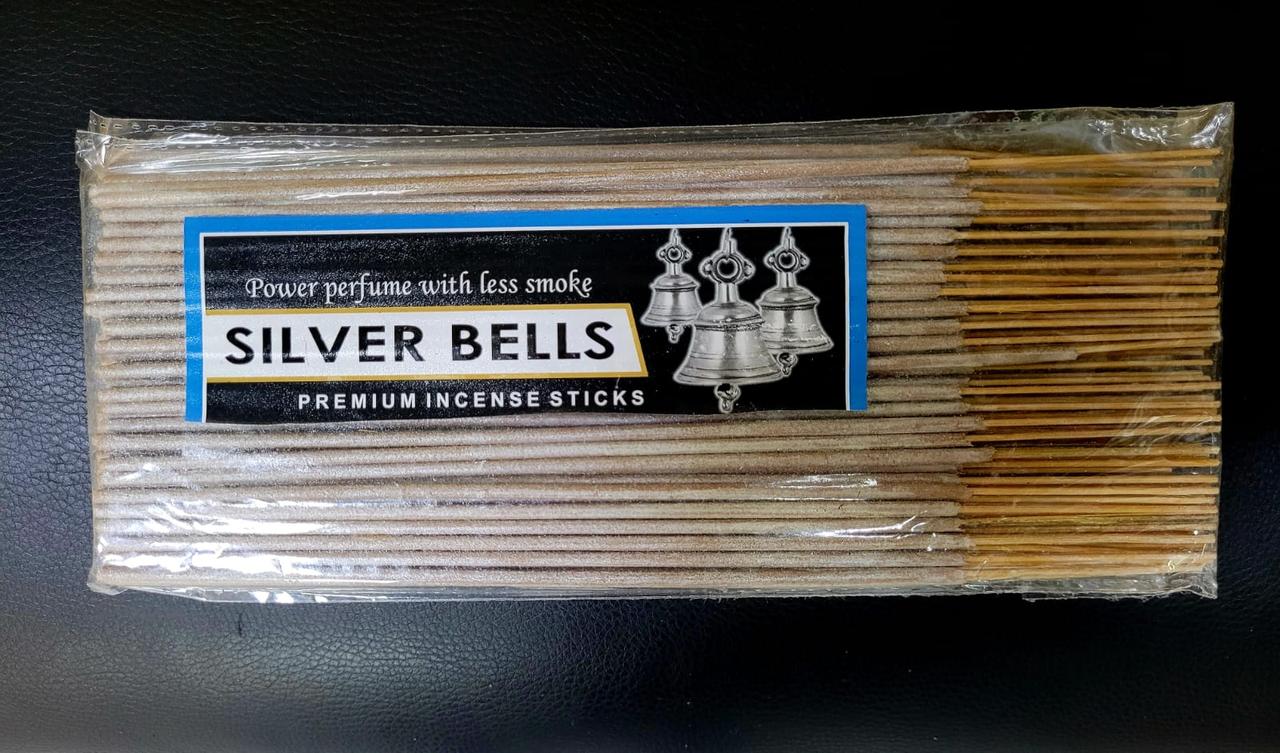 Power perfume with less smoke
SILVER BELLS
PREMIUM INCENSE STICKS